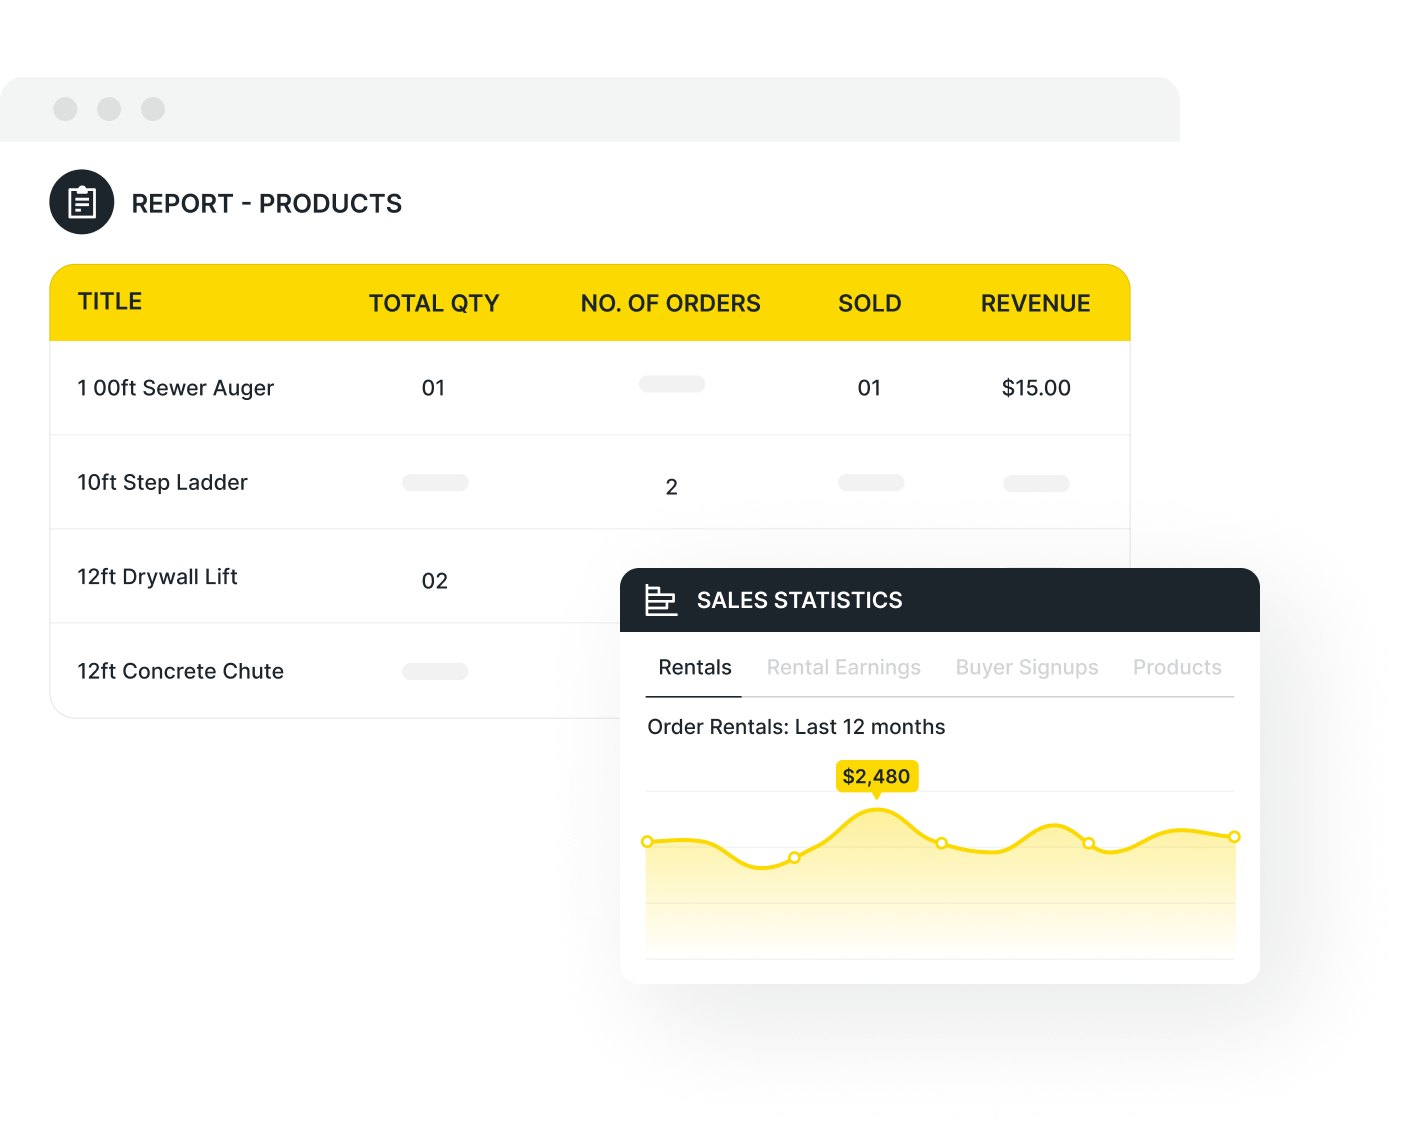 REPORT - PRODUCTS
TITLE TOTAL QTY NO. OF ORDERS SOLD REVENUE
1 00ft Sewer Auger 01 01 $15.00
10ft Step Ladder 2
12ft Drywall Lift 02
12ft Concrete Chute
SALES STATISTICS
Rentals Rental Earnings Buyer Signups Products
Order Rentals: Last 12 months
$2,480